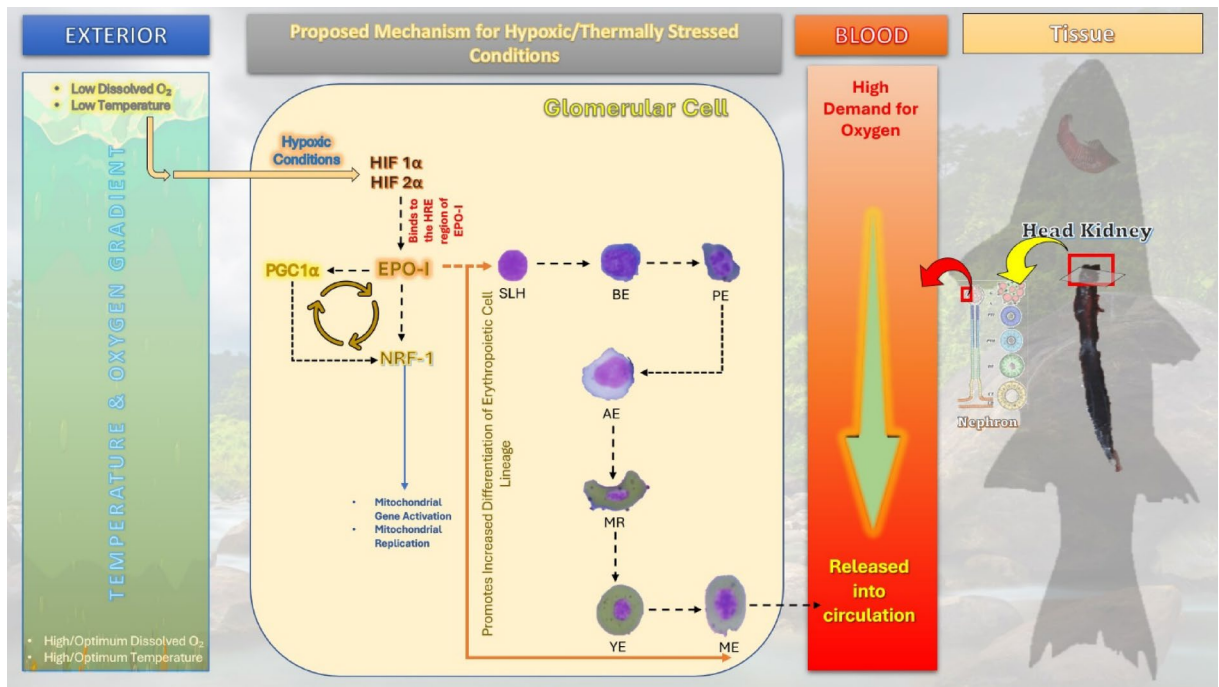 EXTERIOR
Proposed Mechanism for Hypoxic/Thermally Stressed
Conditions
BLOOD
Tissue
• Low Dissolved O₂
• Low Temperature
TEMPERATURE & OXYGEN GRADIENT
• High/Optimum Dissolved O₂
• High/Optimum Temperature
Glomerular Cell
Hypoxic
Conditions
HIF 1α
HIF 2α
Binds to
the HRE
region of
EPO-I
PGC1α
EPO-I
NRF-1
• Mitochondrial
Gene Activation
• Mitochondrial
Replication
Promotes Increased Differentiation of Erythropoietic Cell
Lineage
SLH
BE
PE
AE
MR
YE
ME
High
Demand for
Oxygen
Released
into
circulation
Head Kidney
Nephron